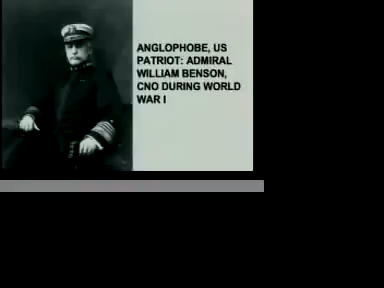 ANGLOPHOBE, US
PATRIOT: ADMIRAL
WILLIAM BENSON,
CNO DURING WORLD
WAR I